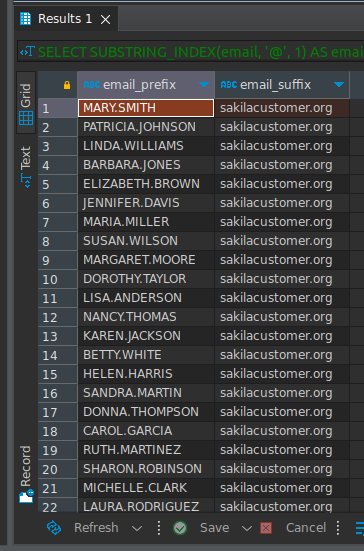 Results 1
SELECT SUBSTRING_INDEX(email, '@', 1) AS emai
Grid
Text
Record
email_prefix email_suffix
1 MARY.SMITH sakilacustomer.org
2 PATRICIA.JOHNSON sakilacustomer.org
3 LINDA.WILLIAMS sakilacustomer.org
4 BARBARA.JONES sakilacustomer.org
5 ELIZABETH.BROWN sakilacustomer.org
6 JENNIFER.DAVIS sakilacustomer.org
7 MARIA.MILLER sakilacustomer.org
8 SUSAN.WILSON sakilacustomer.org
9 MARGARET.MOORE sakilacustomer.org
10 DOROTHY.TAYLOR sakilacustomer.org
11 LISA.ANDERSON sakilacustomer.org
12 NANCY.THOMAS sakilacustomer.org
13 KAREN.JACKSON sakilacustomer.org
14 BETTY.WHITE sakilacustomer.org
15 HELEN.HARRIS sakilacustomer.org
16 SANDRA.MARTIN sakilacustomer.org
17 DONNA.THOMPSON sakilacustomer.org
18 CAROL.GARCIA sakilacustomer.org
19 RUTH.MARTINEZ sakilacustomer.org
20 SHARON.ROBINSON sakilacustomer.org
21 MICHELLE.CLARK sakilacustomer.org
22 LAURA.RODRIGUEZ sakilacustomer.org
Refresh Save Cancel